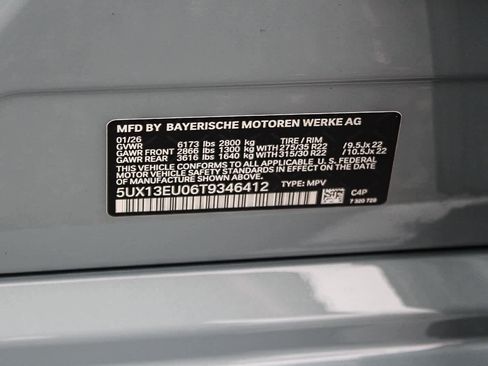 MFD BY BAYERISCHE MOTOREN WERKE AG
01/26
GVWR 6173 lbs 2800 kg TIRE / RIM
GAWR FRONT 2866 lbs 1300 kg WITH 275/35 R22 / 9.5Jx22
GAWR REAR 3616 lbs 1640 kg WITH 315/30 R22 / 10.5Jx22
THIS VEHICLE CONFORMS TO ALL APPLICABLE U.S. FEDERAL
MOTOR VEHICLE SAFETY STANDARDS IN EFFECT
ON THE DATE OF MANUFACTURE SHOWN ABOVE.
5UX13EU06T9346412 TYPE: MPV
C4P
7 320 728